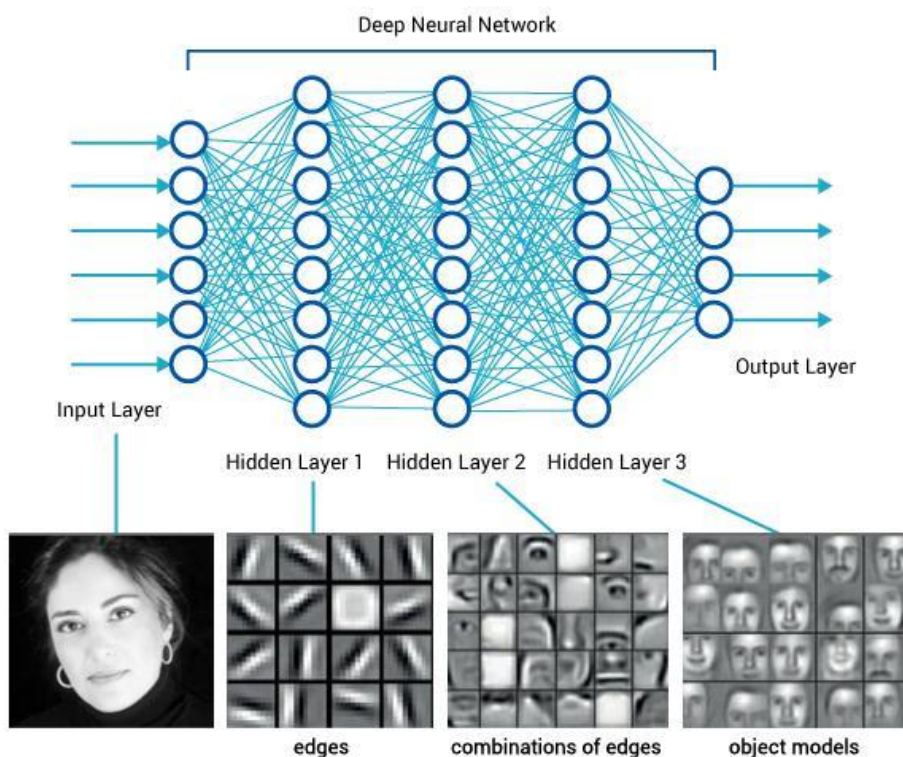 Deep Neural Network
Output Layer
Input Layer
Hidden Layer 1
Hidden Layer 2
Hidden Layer 3
edges
combinations of edges
object models